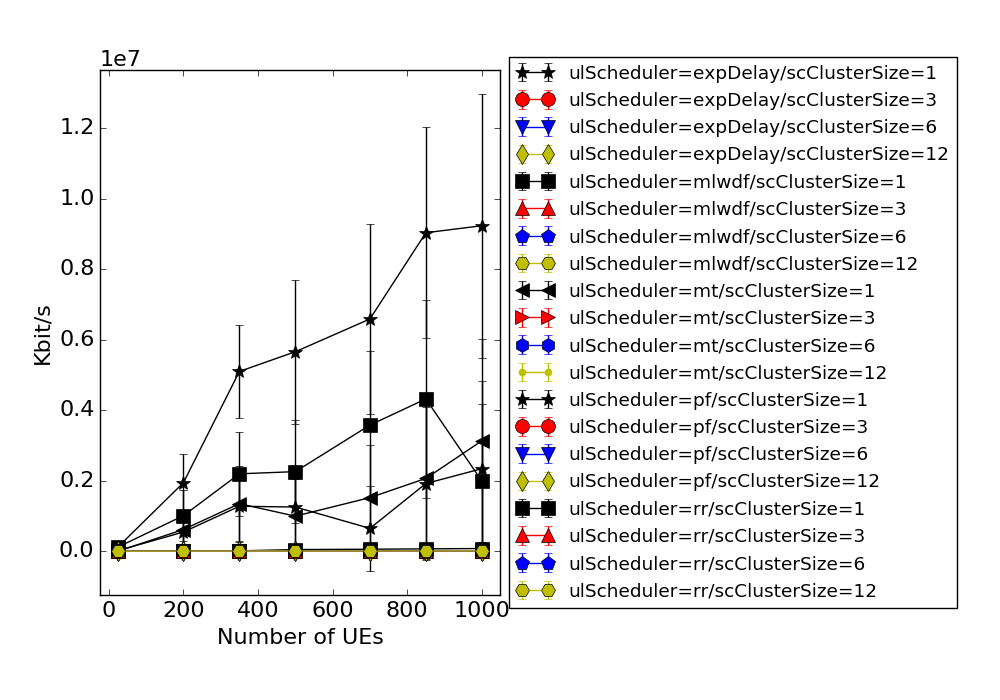 1e7
1.2
1.0
0.8
0.6
0.4
0.2
0.0
Kbit/s
0 200 400 600 800 1000
Number of UEs
ulScheduler=expDelay/scClusterSize=1
ulScheduler=expDelay/scClusterSize=3
ulScheduler=expDelay/scClusterSize=6
ulScheduler=expDelay/scClusterSize=12
ulScheduler=mlwdf/scClusterSize=1
ulScheduler=mlwdf/scClusterSize=3
ulScheduler=mlwdf/scClusterSize=6
ulScheduler=mlwdf/scClusterSize=12
ulScheduler=mt/scClusterSize=1
ulScheduler=mt/scClusterSize=3
ulScheduler=mt/scClusterSize=6
ulScheduler=mt/scClusterSize=12
ulScheduler=pf/scClusterSize=1
ulScheduler=pf/scClusterSize=3
ulScheduler=pf/scClusterSize=6
ulScheduler=pf/scClusterSize=12
ulScheduler=rr/scClusterSize=1
ulScheduler=rr/scClusterSize=3
ulScheduler=rr/scClusterSize=6
ulScheduler=rr/scClusterSize=12